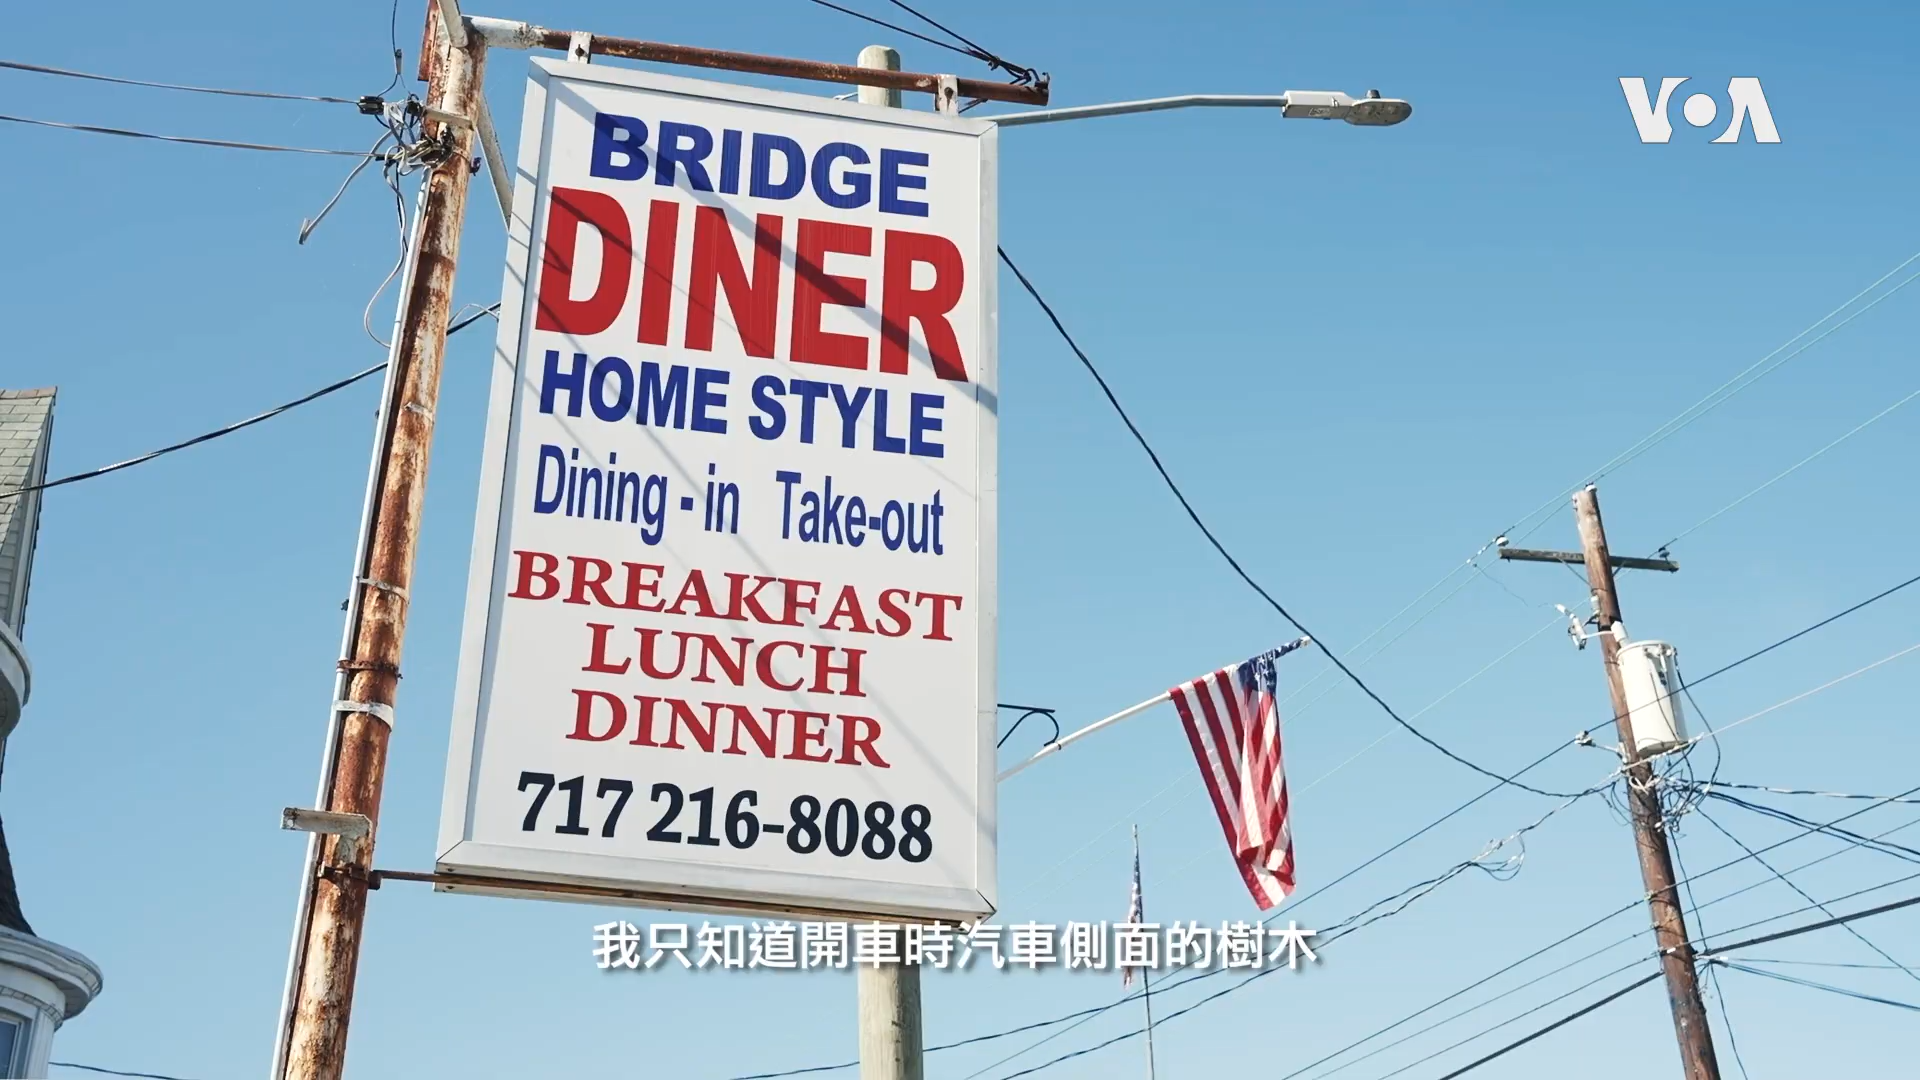 VOA
BRIDGE
DINER
HOME STYLE
Dining - in Take-out
BREAKFAST
LUNCH
DINNER
717 216-8088
我只知道開車時汽車側面的樹木